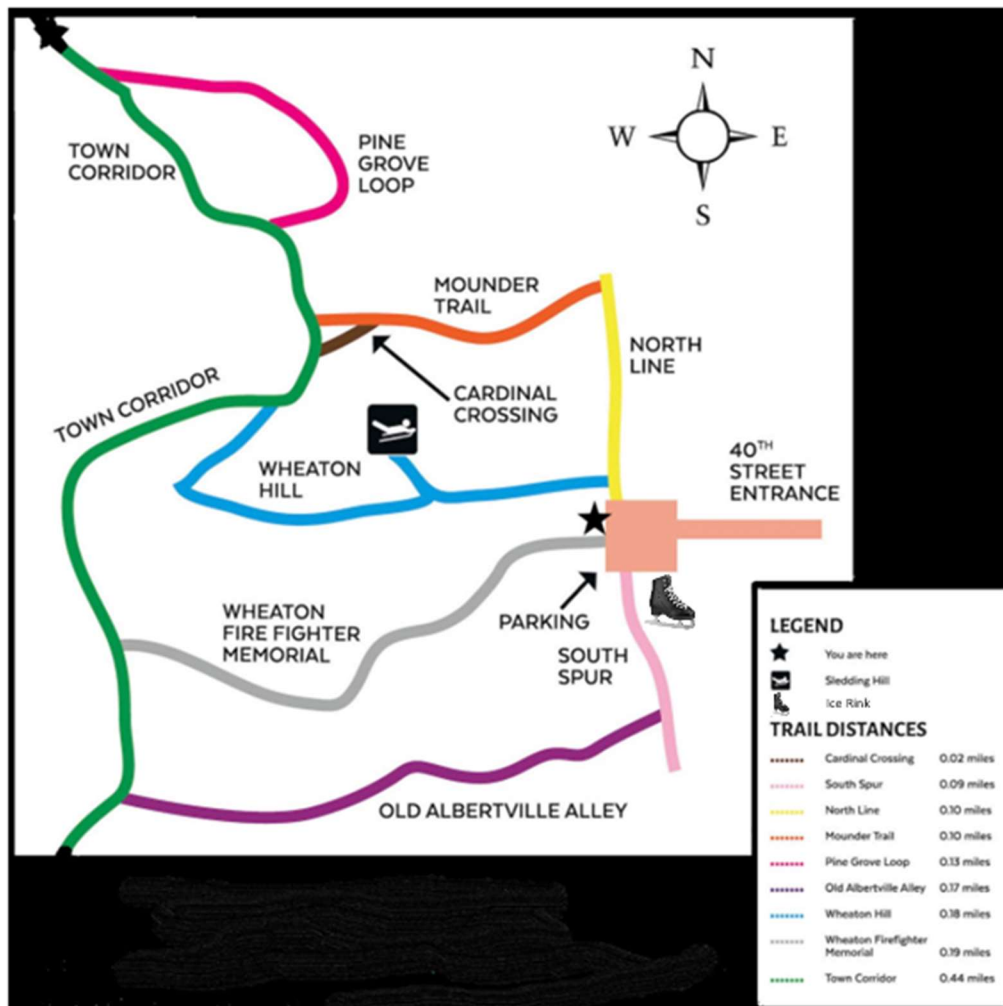 N
W
E
S
TOWN
CORRIDOR
PINE
GROVE
LOOP
MOUNDER
TRAIL
NORTH
LINE
CARDINAL
CROSSING
TOWN CORRIDOR
WHEATON
HILL
40TH
STREET
ENTRANCE
WHEATON
FIRE FIGHTER
MEMORIAL
PARKING
SOUTH
SPUR
OLD ALBERTVILLE ALLEY
LEGEND
You are here
Sledding Hill
Ice Rink
TRAIL DISTANCES
Cardinal Crossing 0.02 miles
South Spur 0.09 miles
North Line 0.10 miles
Mounder Trail 0.10 miles
Pine Grove Loop 0.13 miles
Old Albertville Alley 0.17 miles
Wheaton Hill 0.18 miles
Wheaton Firefighter
Memorial 0.19 miles
Town Corridor 0.44 miles